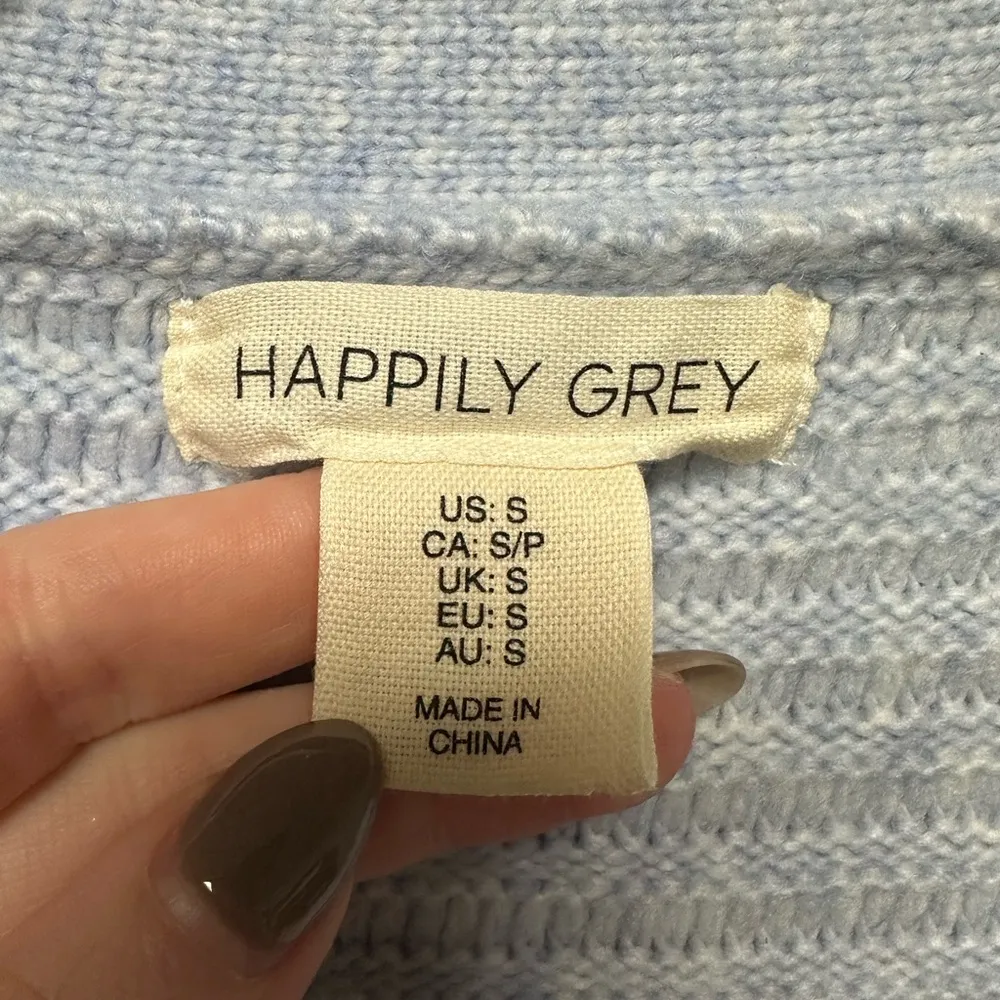 HAPPILY GREY
US: S
CA: S/P
UK: S
EU: S
AU: S
MADE IN
CHINA